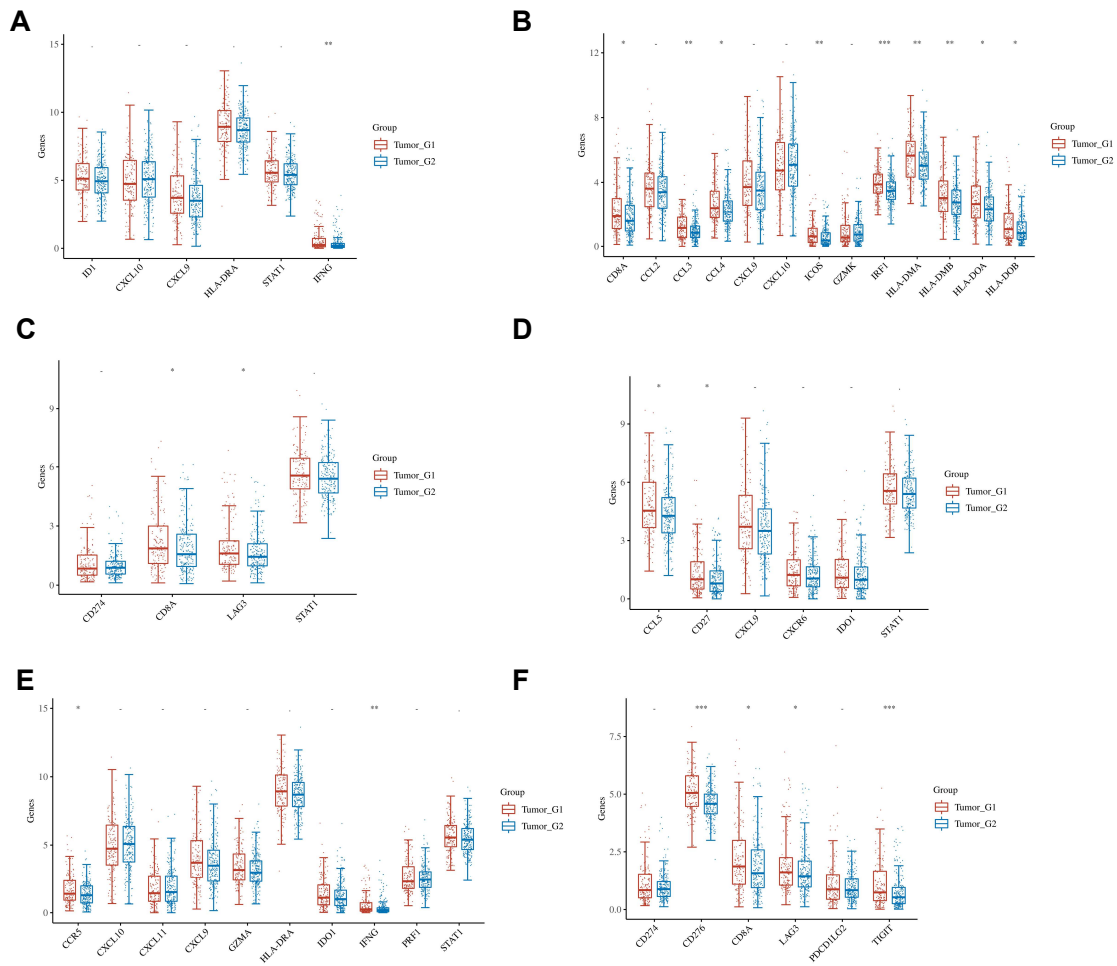 A
15
10
5
0
Genes
- - - - - **
ID1 CXCL10 CXCL9 HLA-DRA STAT1 IFNG
Group
Tumor_G1
Tumor_G2
B
12
8
4
0
Genes
* - ** * - - ** - *** ** ** * *
CD8A CCL2 CCL3 CCL4 CXCL9 CXCL10 ICOS GZMK IRF1 HLA-DMA HLA-DMB HLA-DOA HLA-DOB
Group
Tumor_G1
Tumor_G2
C
9
6
3
0
Genes
- * * -
CD274 CD8A LAG3 STAT1
Group
Tumor_G1
Tumor_G2
D
9
6
3
0
Genes
* * - - - -
CCL5 CD27 CXCL9 CXCR6 IDO1 STAT1
Group
Tumor_G1
Tumor_G2
E
15
10
5
0
Genes
* - - - - - - ** - -
CCR5 CXCL10 CXCL11 CXCL9 GZMA HLA-DRA IDO1 IFNG PRF1 STAT1
Group
Tumor_G1
Tumor_G2
F
7.5
5.0
2.5
0.0
Genes
- *** * * - ***
CD274 CD276 CD8A LAG3 PDCD1LG2 TIGIT
Group
Tumor_G1
Tumor_G2